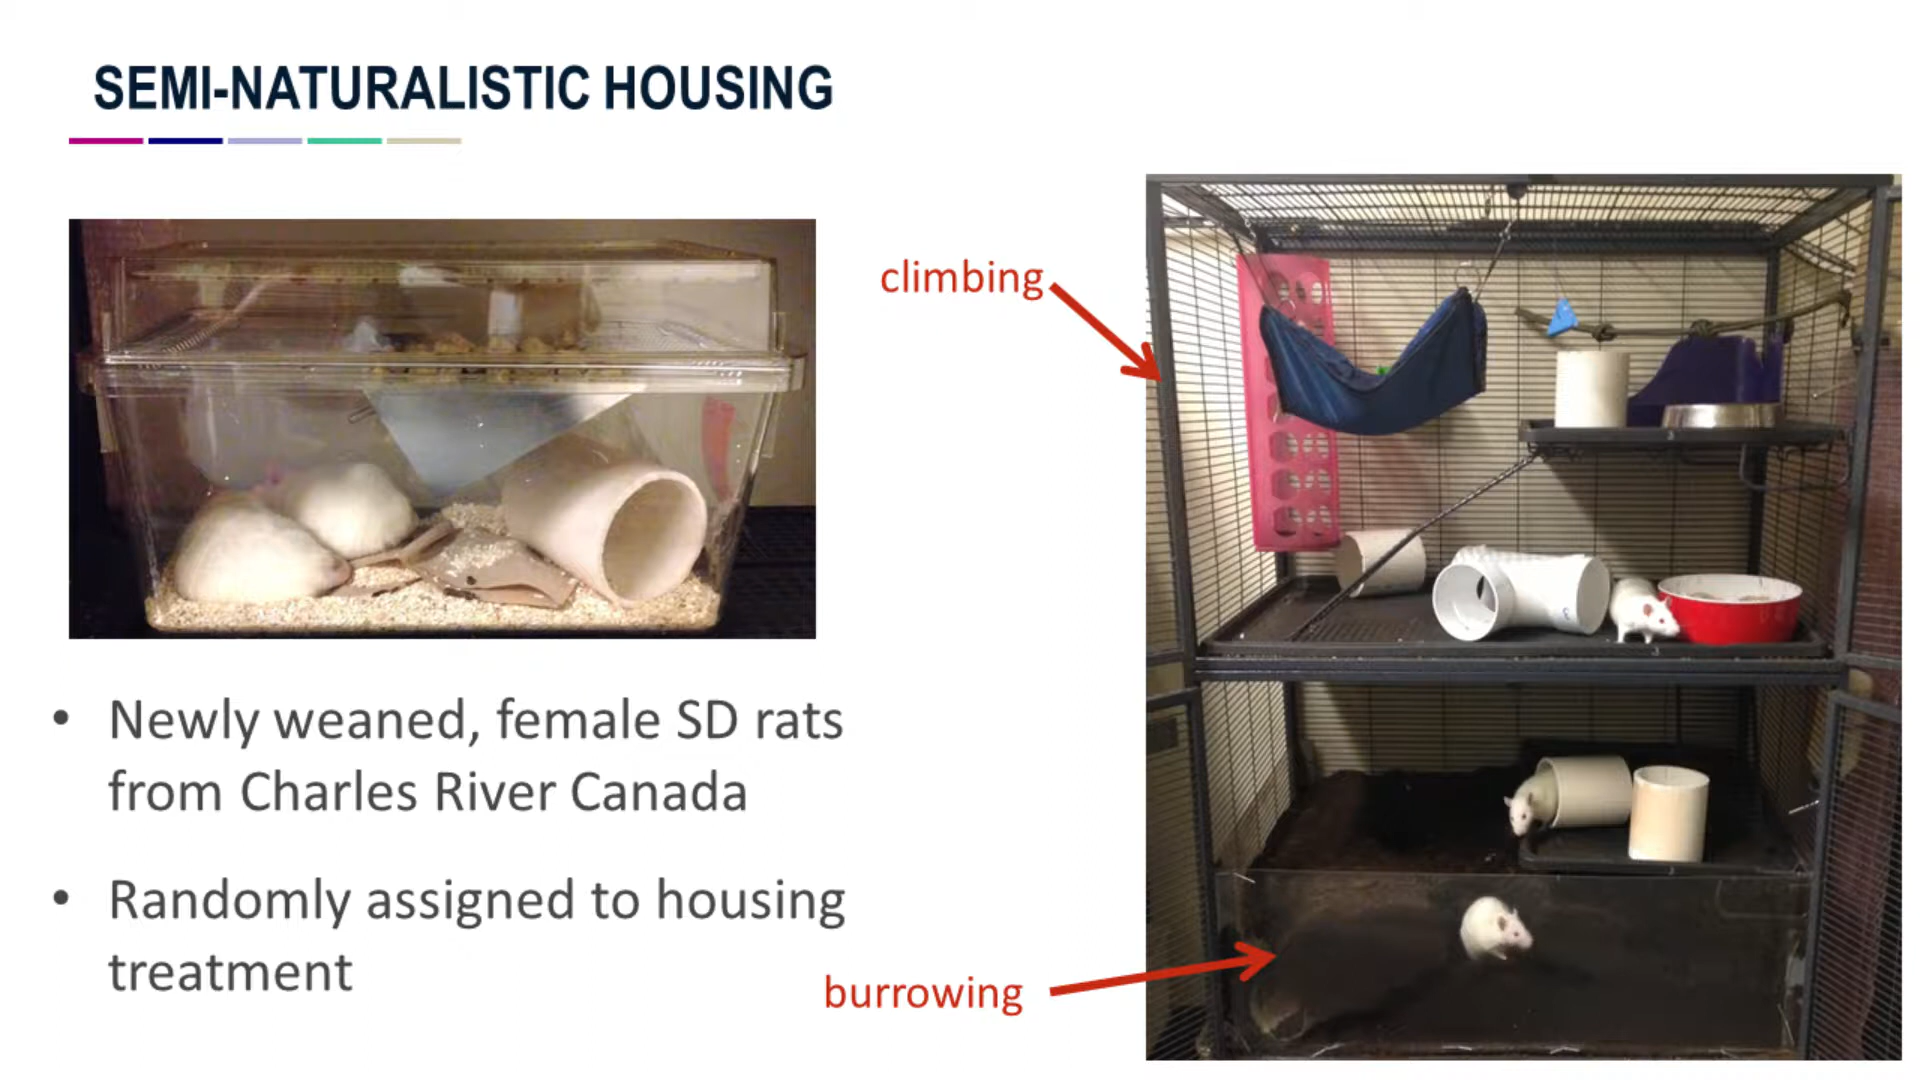 SEMI-NATURALISTIC HOUSING
climbing
• Newly weaned, female SD rats
from Charles River Canada
• Randomly assigned to housing
treatment
burrowing